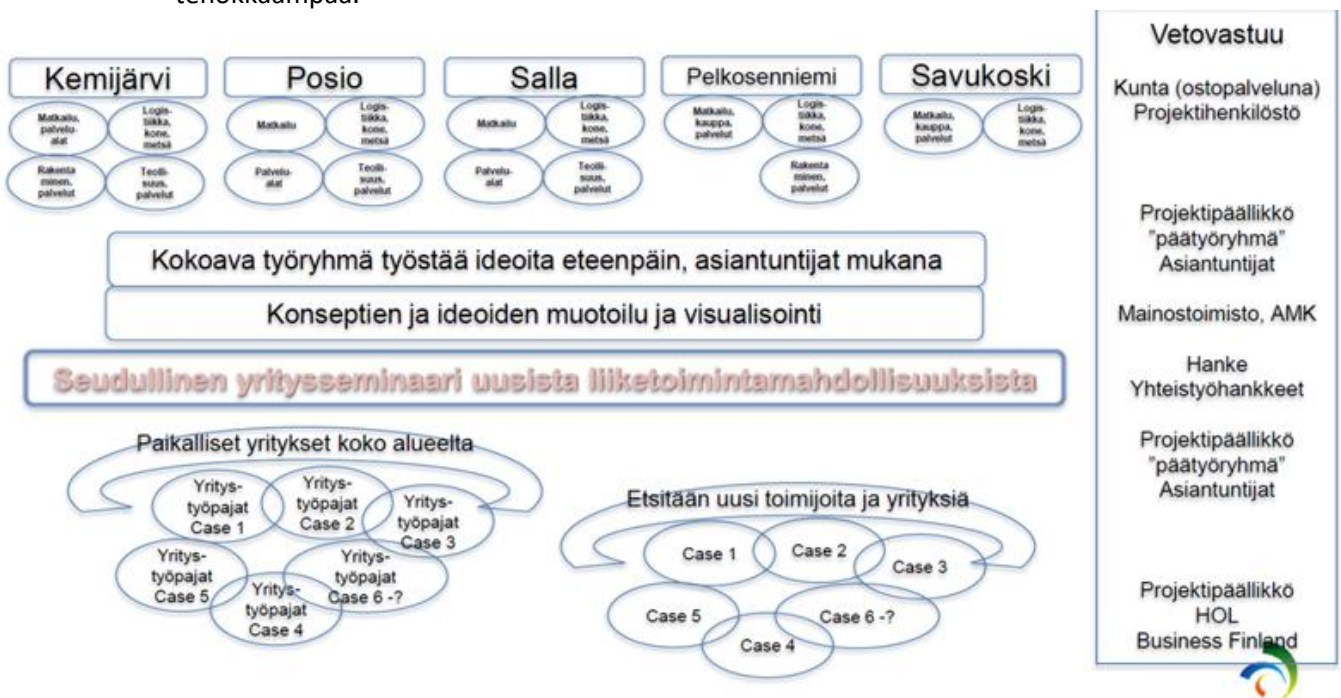 tehokkaampaa.
Kemijärvi
Matkailu,
palvelu-
alat
Logis-
tiikka,
kone,
metsä
Rakenta
minen,
palvelut
Teolli-
suus,
palvelut
Posio
Matkailu
Logis-
tiikka,
kone,
metsä
Palvelu-
alat
Teolli-
suus,
palvelut
Salla
Matkailu
Logis-
tiikka,
kone,
metsä
Palvelu-
alat
Teolli-
suus,
palvelut
Pelkosenniemi
Matkailu,
kauppa,
palvelut
Logis-
tiikka,
kone,
metsä
Rakenta
minen,
palvelut
Savukoski
Matkailu,
kauppa,
palvelut
Logis-
tiikka,
kone,
metsä
Kokoava työryhmä työstää ideoita eteenpäin, asiantuntijat mukana
Konseptien ja ideoiden muotoilu ja visualisointi
Seudullinen yritysseminaari uusista liiketoimintamahdollisuuksista
Paikalliset yritykset koko alueelta
Yritys-
työpajat
Case 1
Yritys-
työpajat
Case 2
Yritys-
työpajat
Case 3
Yritys-
työpajat
Case 5
Yritys-
työpajat
Case 4
Yritys-
työpajat
Case 6 -?
Etsitään uusi toimijoita ja yrityksiä
Case 1
Case 2
Case 3
Case 5
Case 4
Case 6 -?
Vetovastuu
Kunta (ostopalveluna)
Projektihenkilöstö
Projektipäällikkö
"päätyöryhmä"
Asiantuntijat
Mainostoimisto, AMK
Hanke
Yhteistyöhankkeet
Projektipäällikkö
"päätyöryhmä"
Asiantuntijat
Projektipäällikkö
HOL
Business Finland